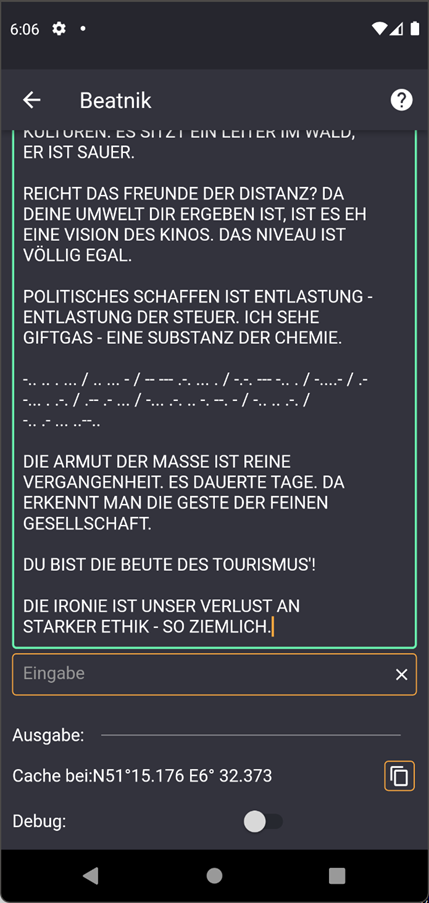 6:06
Beatnik
KULTUREN. ES SITZT EIN LEITER IM WALD,
ER IST SAUER.
REICHT DAS FREUNDE DER DISTANZ? DA
DEINE UMWELT DIR ERGEBEN IST, IST ES EH
EINE VISION DES KINOS. DAS NIVEAU IST
VÖLLIG EGAL.
POLITISCHES SCHAFFEN IST ENTLASTUNG -
ENTLASTUNG DER STEUER. ICH SEHE
GIFTGAS - EINE SUBSTANZ DER CHEMIE.
-.. .. . ... / .. ... - / -- --- .-. ... . / -.-. --- -.. . / -....- / .-
-... . .-. / .-- .- ... / -... .-. .. -. --. - / -.. .. .-. /
-.. .- ... ..--..
DIE ARMUT DER MASSE IST REINE
VERGANGENHEIT. ES DAUERTE TAGE. DA
ERKENNT MAN DIE GESTE DER FEINEN
GESELLSCHAFT.
DU BIST DIE BEUTE DES TOURISMUS'!
DIE IRONIE IST UNSER VERLUST AN
STARKER ETHIK - SO ZIEMLICH.
Eingabe
Ausgabe:
Cache bei:N51°15.176 E6° 32.373
Debug: